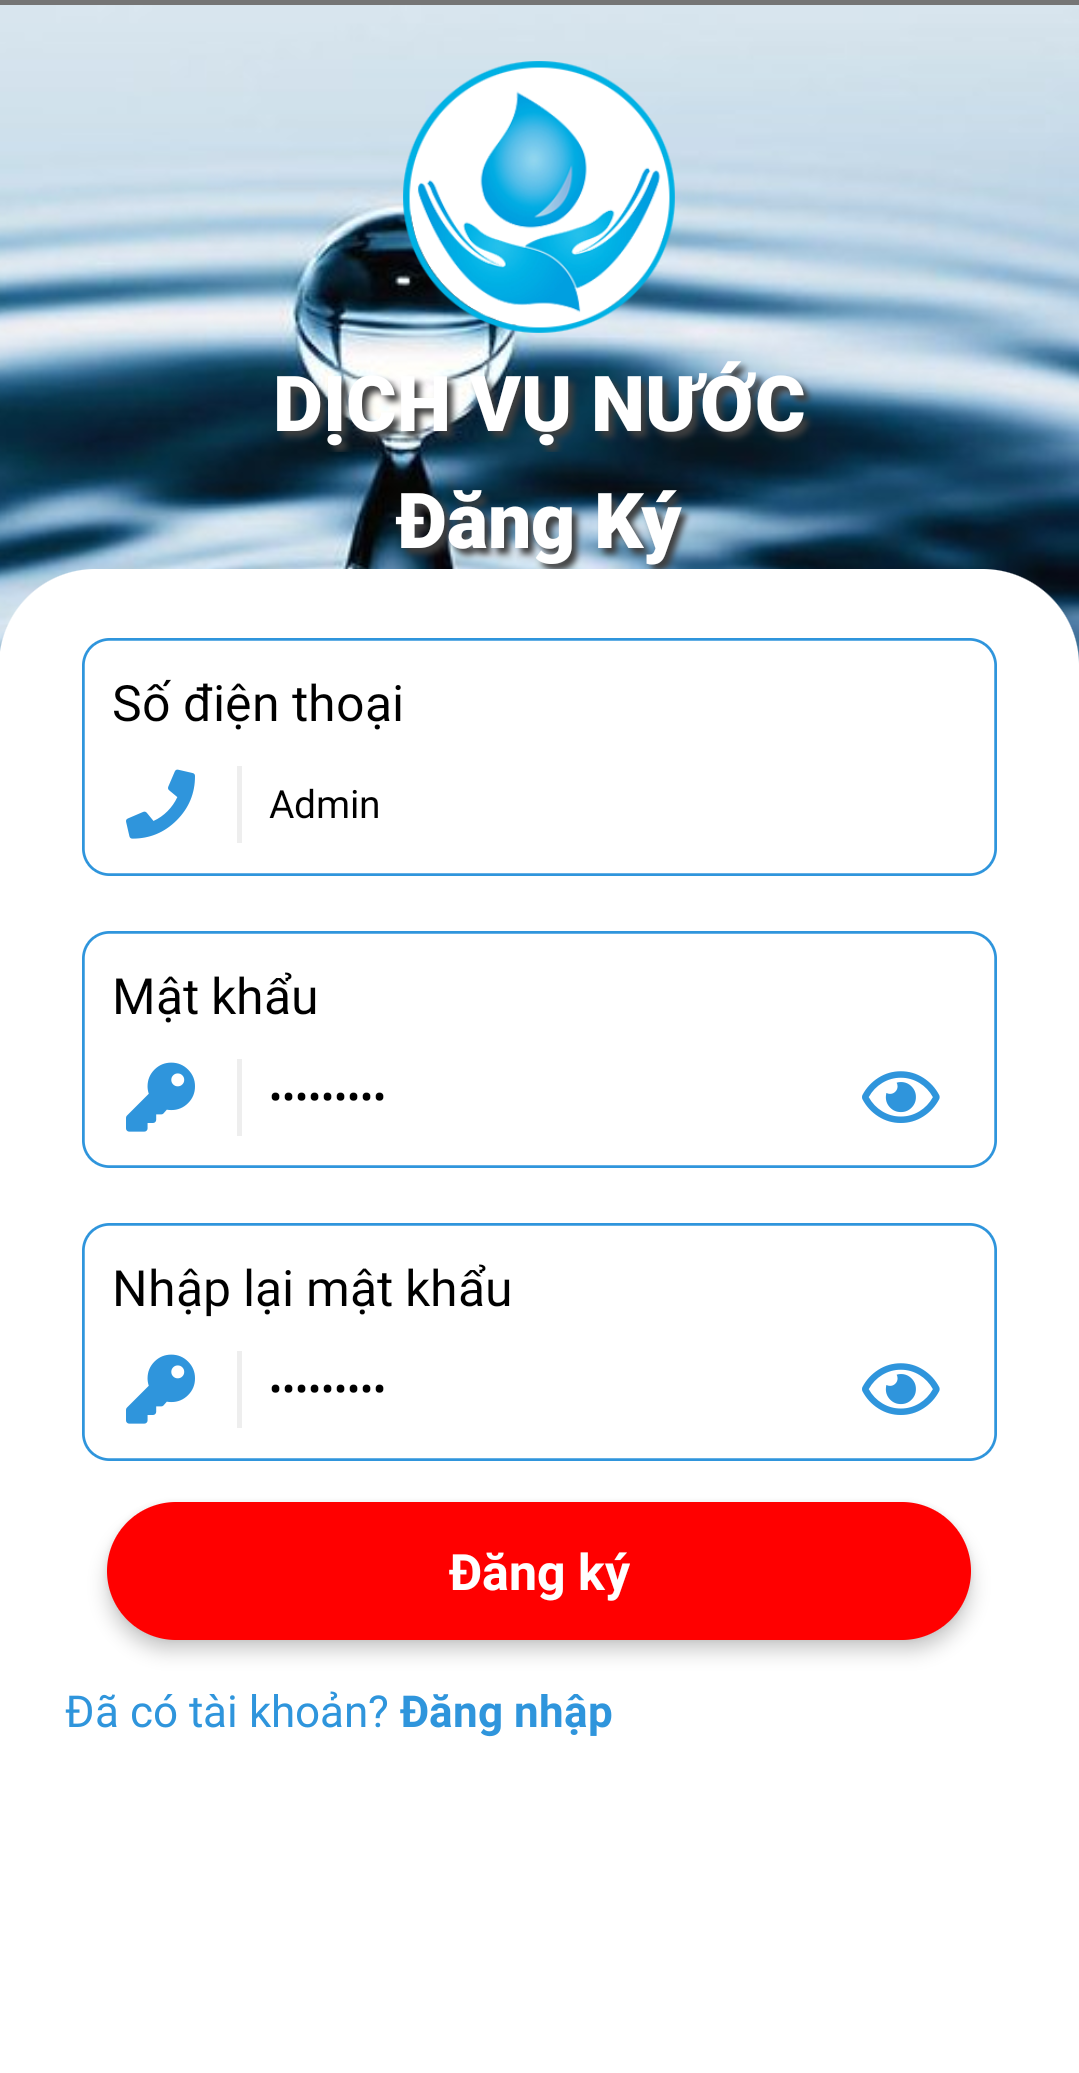 DỊCH VỤ NƯỚC
Đăng Ký
Số điện thoại
Admin
Mật khẩu
•••••••••
Nhập lại mật khẩu
•••••••••
Đăng ký
Đã có tài khoản? Đăng nhập